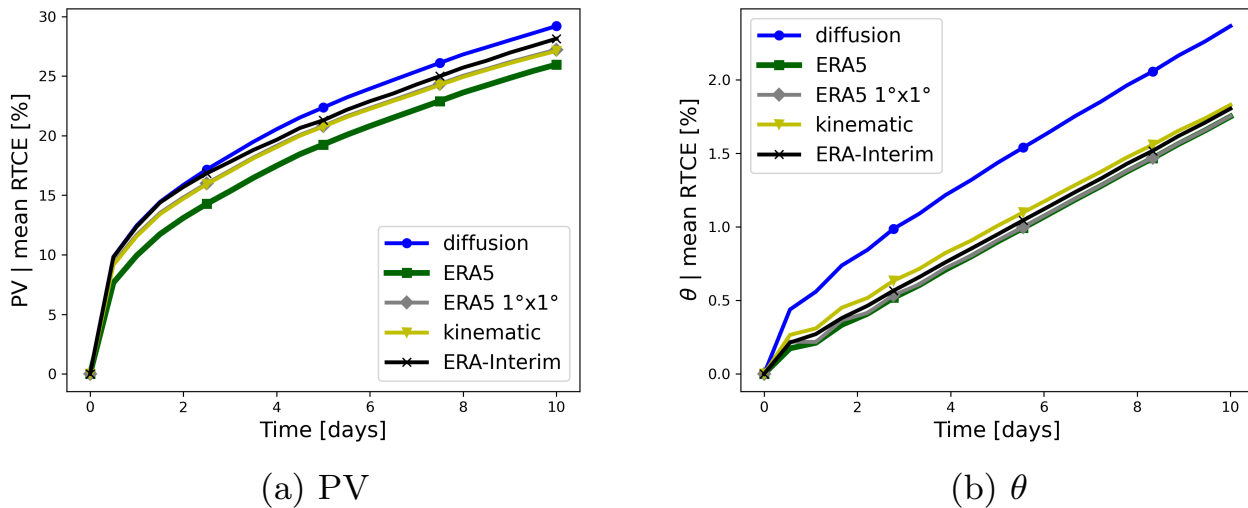 PV | mean RTCE [%]
30
25
20
15
10
5
0
0 2 4 6 8 10
Time [days]
diffusion
ERA5
ERA5 1°x1°
kinematic
ERA-Interim
(a) PV
θ | mean RTCE [%]
2.0
1.5
1.0
0.5
0.0
0 2 4 6 8 10
Time [days]
diffusion
ERA5
ERA5 1°x1°
kinematic
ERA-Interim
(b) θ